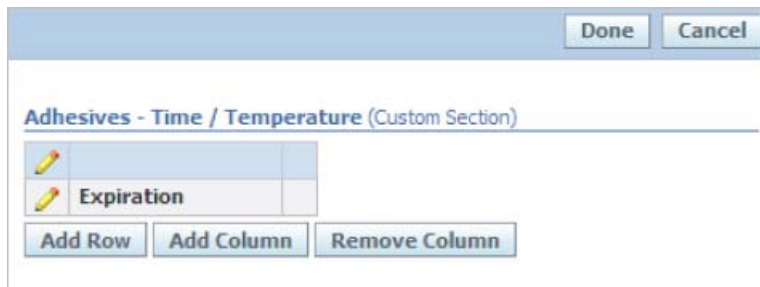 Done Cancel
Adhesives - Time / Temperature (Custom Section)
Expiration
Add Row Add Column Remove Column